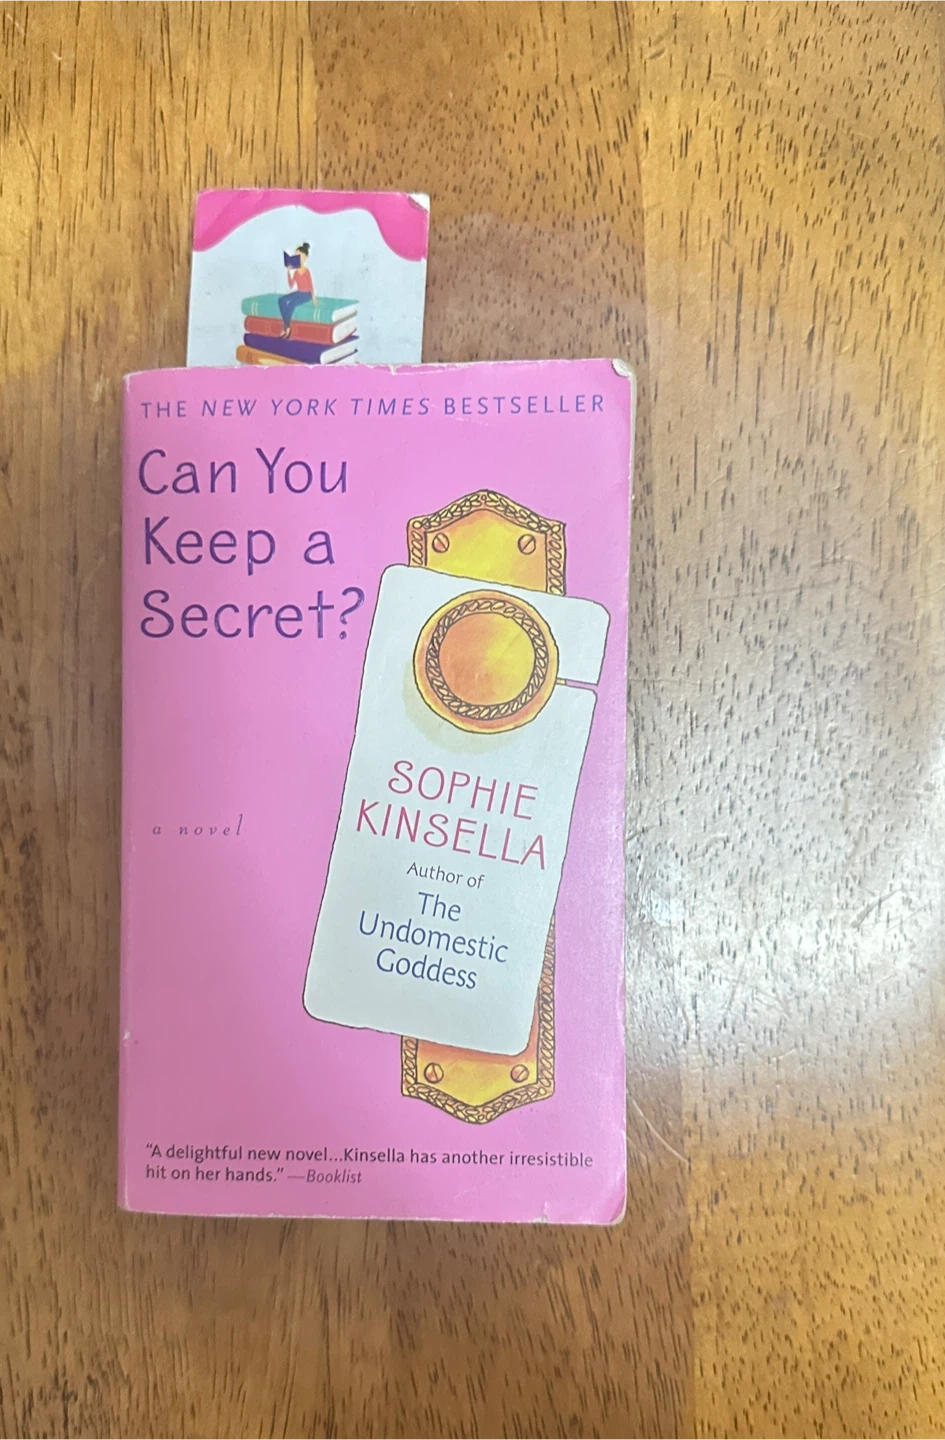 THE NEW YORK TIMES BESTSELLER
Can You
Keep a
Secret?
a novel
SOPHIE
KINSELLA
Author of
The
Undomestic
Goddess
“A delightful new novel...Kinsella has another irresistible
hit on her hands.” —Booklist